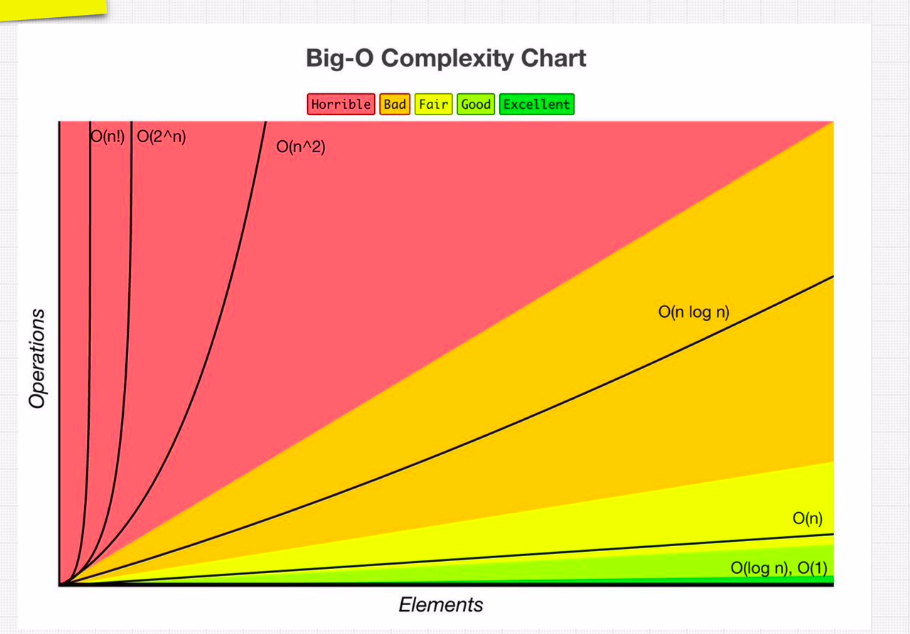 Big-O Complexity Chart
Horrible Bad Fair Good Excellent
O(n!) O(2^n)
O(n^2)
O(n log n)
O(n)
O(log n), O(1)
Operations
Elements